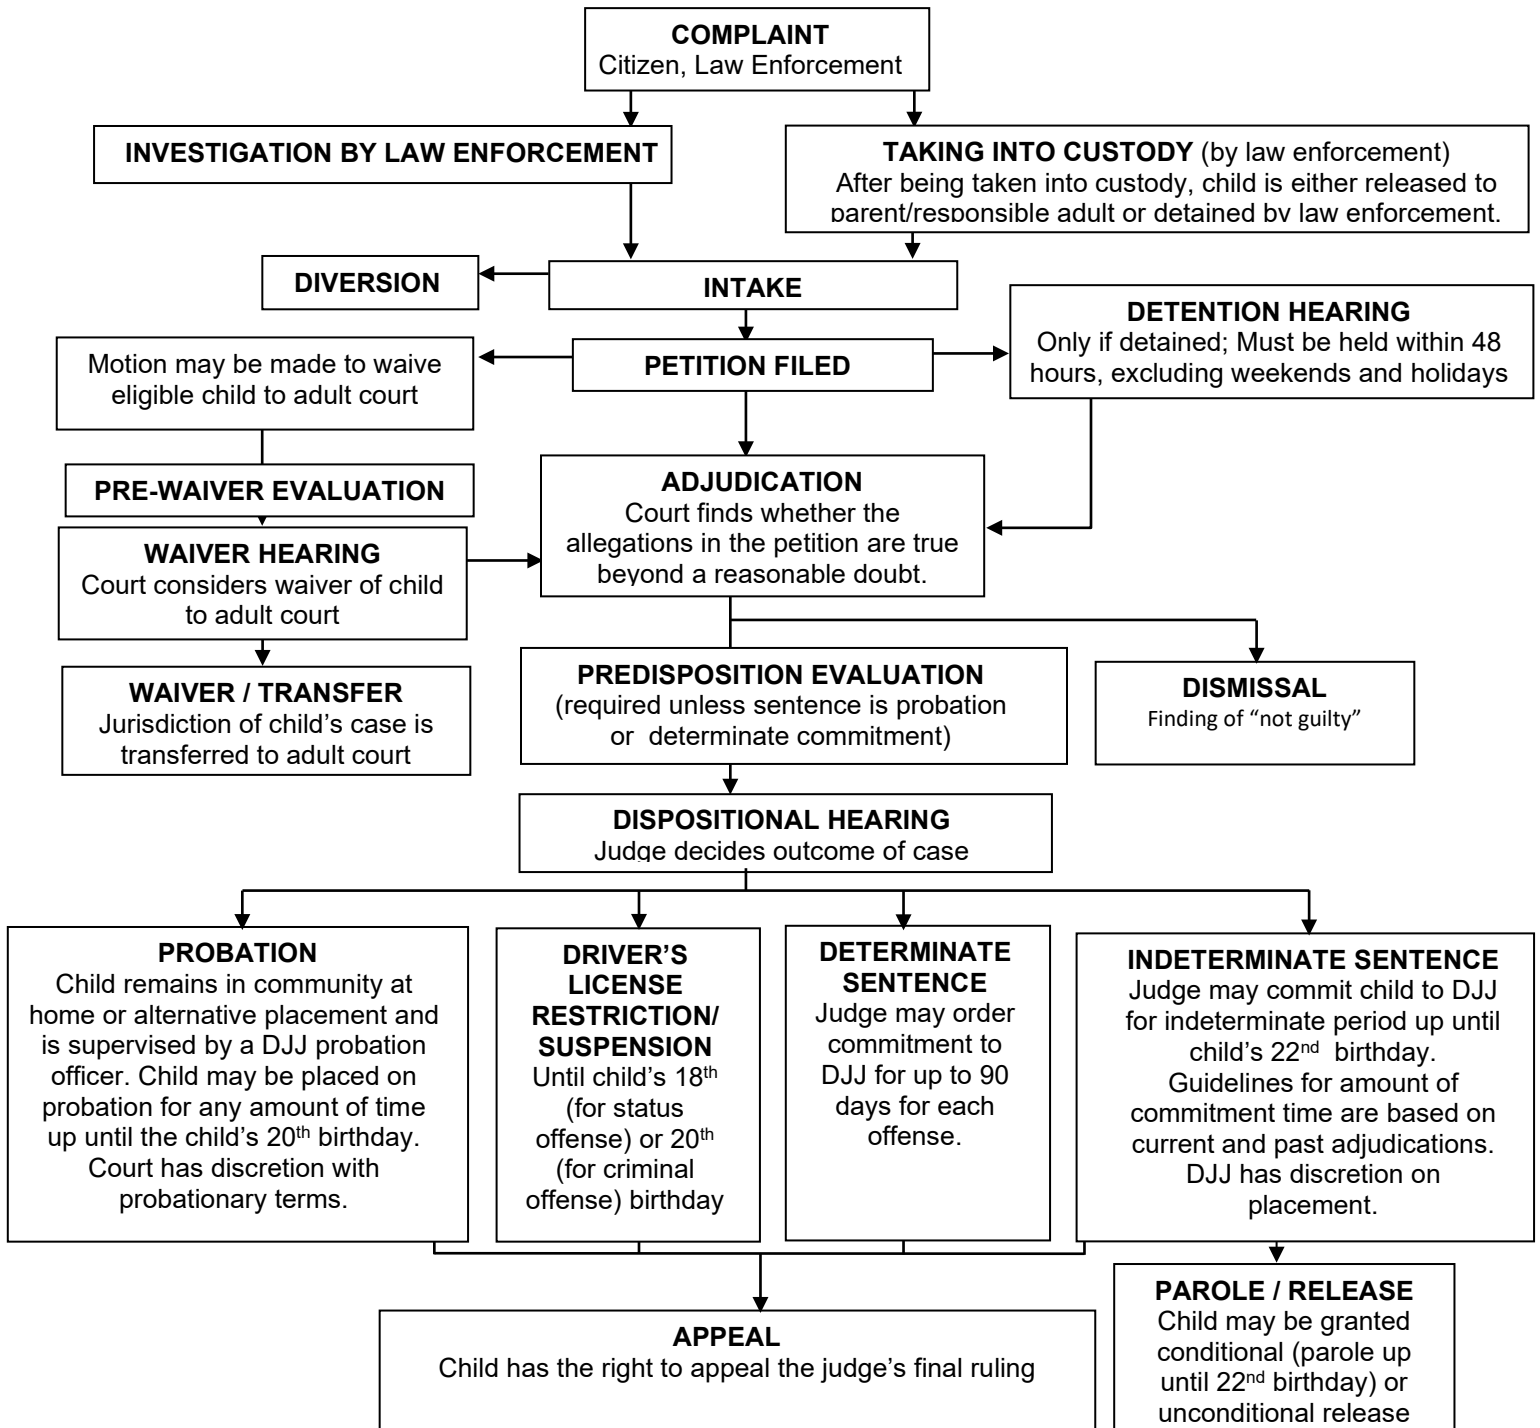 COMPLAINT
Citizen, Law Enforcement
INVESTIGATION BY LAW ENFORCEMENT
TAKING INTO CUSTODY (by law enforcement)
After being taken into custody, child is either released to
parent/responsible adult or detained by law enforcement.
DIVERSION
INTAKE
DETENTION HEARING
Only if detained; Must be held within 48
hours, excluding weekends and holidays
Motion may be made to waive
eligible child to adult court
PETITION FILED
PRE-WAIVER EVALUATION
ADJUDICATION
Court finds whether the
allegations in the petition are true
beyond a reasonable doubt.
WAIVER HEARING
Court considers waiver of child
to adult court
WAIVER / TRANSFER
Jurisdiction of child’s case is
transferred to adult court
PREDISPOSITION EVALUATION
(required unless sentence is probation
or  determinate commitment)
DISMISSAL
Finding of “not guilty”
DISPOSITIONAL HEARING
Judge decides outcome of case
PROBATION
Child remains in community at
home or alternative placement and
is supervised by a DJJ probation
officer. Child may be placed on
probation for any amount of time
up until the child’s 20th birthday.
Court has discretion with
probationary terms.
DRIVER’S
LICENSE
RESTRICTION/
SUSPENSION
Until child’s 18th
(for status
offense) or 20th
(for criminal
offense) birthday
DETERMINATE
SENTENCE
Judge may order
commitment to
DJJ for up to 90
days for each
offense.
INDETERMINATE SENTENCE
Judge may commit child to DJJ
for indeterminate period up until
child’s 22nd  birthday.
Guidelines for amount of
commitment time are based on
current and past adjudications.
DJJ has discretion on
placement.
APPEAL
Child has the right to appeal the judge’s final ruling
PAROLE / RELEASE
Child may be granted
conditional (parole up
until 22nd birthday) or
unconditional release